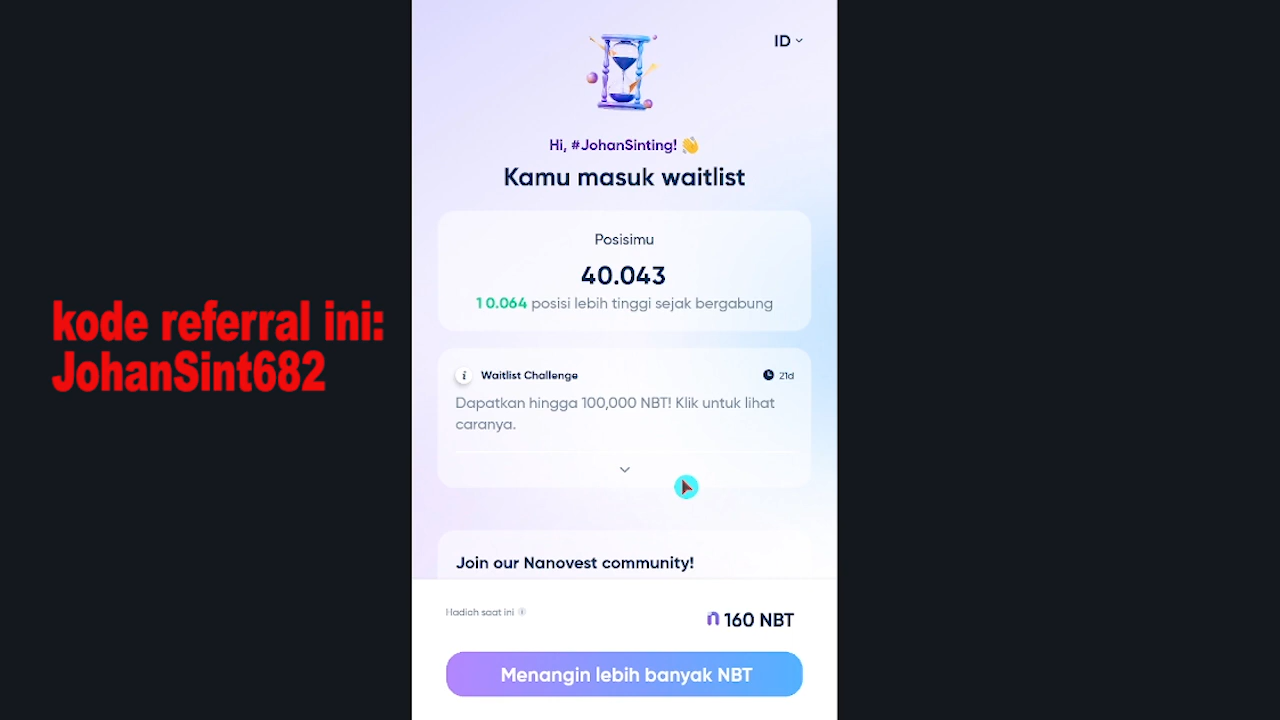 ID
Hi, #JohanSinting! 👋
Kamu masuk waitlist
Posisimu
40.043
10.064 posisi lebih tinggi sejak bergabung
kode referral ini:
JohanSint682
i Waitlist Challenge 21d
Dapatkan hingga 100,000 NBT! Klik untuk lihat
caranya.
Join our Nanovest community!
Hadiah saat ini
160 NBT
Menangin lebih banyak NBT